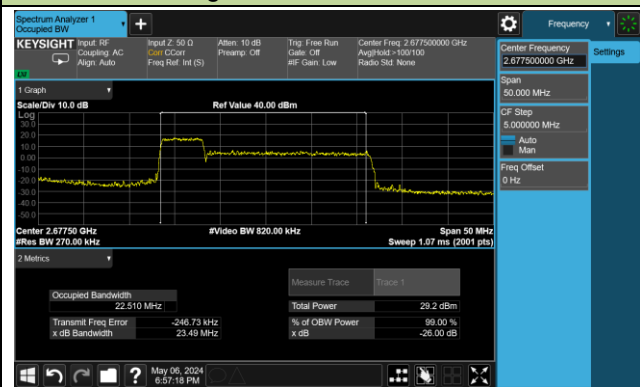 Spectrum Analyzer 1
Occupied BW
+
Frequency
KEYSIGHT
Input: RF
Coupling: AC
Align: Auto
Input Z: 50 Ω
Corr CCorr
Freq Ref: Int (S)
Atten: 10 dB
Preamp: Off
Trig: Free Run
Gate: Off
#IF Gain: Low
Center Freq: 2.677500000 GHz
Avg|Hold:>100/100
Radio Std: None
Center Frequency
2.677500000 GHz
Settings
Span
50.000 MHz
CF Step
5.000000 MHz
Auto
Man
Freq Offset
0 Hz
1 Graph
Scale/Div 10.0 dB
Ref Value 40.00 dBm
Log
30.0
20.0
10.0
0.00
-10.0
-20.0
-30.0
-40.0
-50.0
Center 2.67750 GHz
#Video BW 820.00 kHz
Span 50 MHz
#Res BW 270.00 kHz
Sweep 1.07 ms (2001 pts)
2 Metrics
Measure Trace
Trace 1
Occupied Bandwidth
22.510 MHz
Total Power
29.2 dBm
Transmit Freq Error
-246.73 kHz
% of OBW Power
99.00 %
x dB Bandwidth
23.49 MHz
x dB
-26.00 dB
?
May 06, 2024
6:57:18 PM